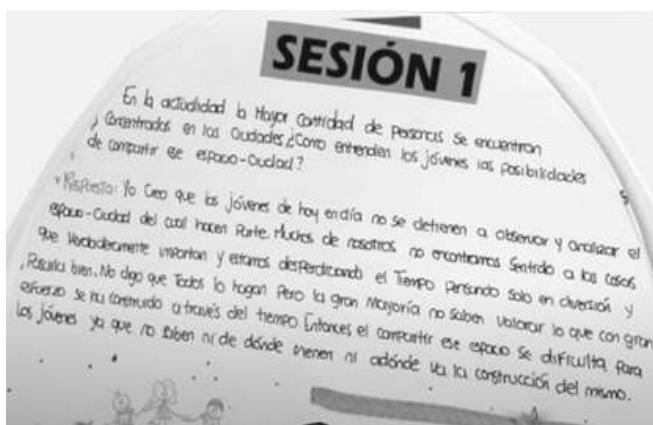 SESIÓN 1
En la actualidad la Mayor Cantidad de personas se encuentran
Concentrados en las Ciudades ¿Como entienden los jóvenes las posibilidades
de compartir ese espacio-Ciudad?
Respuesta: Yo Creo que los jóvenes de hoy en día no se detienen a observar y analizar el
espacio-Ciudad del cual hacen Parte. Muchos de nosotros no encontramos Sentido a las cosas
que Verdaderamente importan y estamos desperdiciando el Tiempo Pensando solo en diversión y
Pasarla bien. No digo que Todos lo hagan Pero la gran Mayoría no saben Valorar lo que con gran
esfuerzo se ha Construido a través del tiempo Entonces el compartir ese espacio se dificulta Para
Los jóvenes ya que no saben ni de dónde vienen ni adónde va la construcción del mismo.